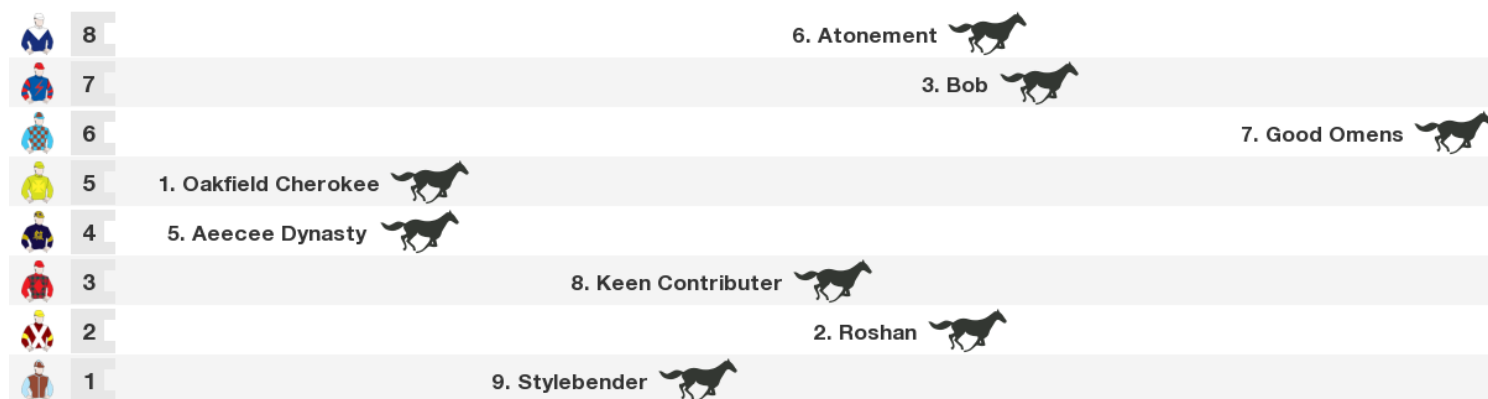 8 6. Atonement
7 3. Bob
6 7. Good Omens
5 1. Oakfield Cherokee
4 5. Aeecee Dynasty
3 8. Keen Contributer
2 2. Roshan
1 9. Stylebender